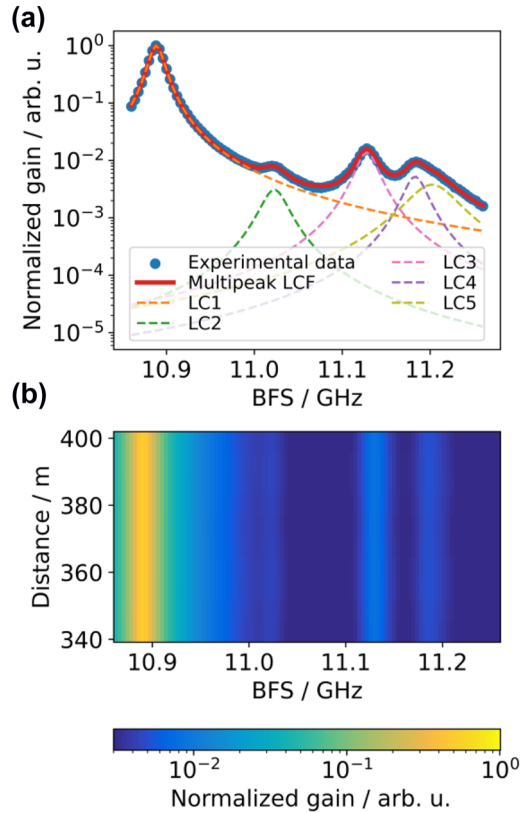 (a)
10⁰
10⁻¹
10⁻²
10⁻³
10⁻⁴
10⁻⁵
Normalized gain / arb. u.
Experimental data
Multipeak LCF
LC1
LC2
LC3
LC4
LC5
10.9 11.0 11.1 11.2
BFS / GHz
(b)
400
380
360
340
Distance / m
10.9 11.0 11.1 11.2
BFS / GHz
10⁻² 10⁻¹ 10⁰
Normalized gain / arb. u.